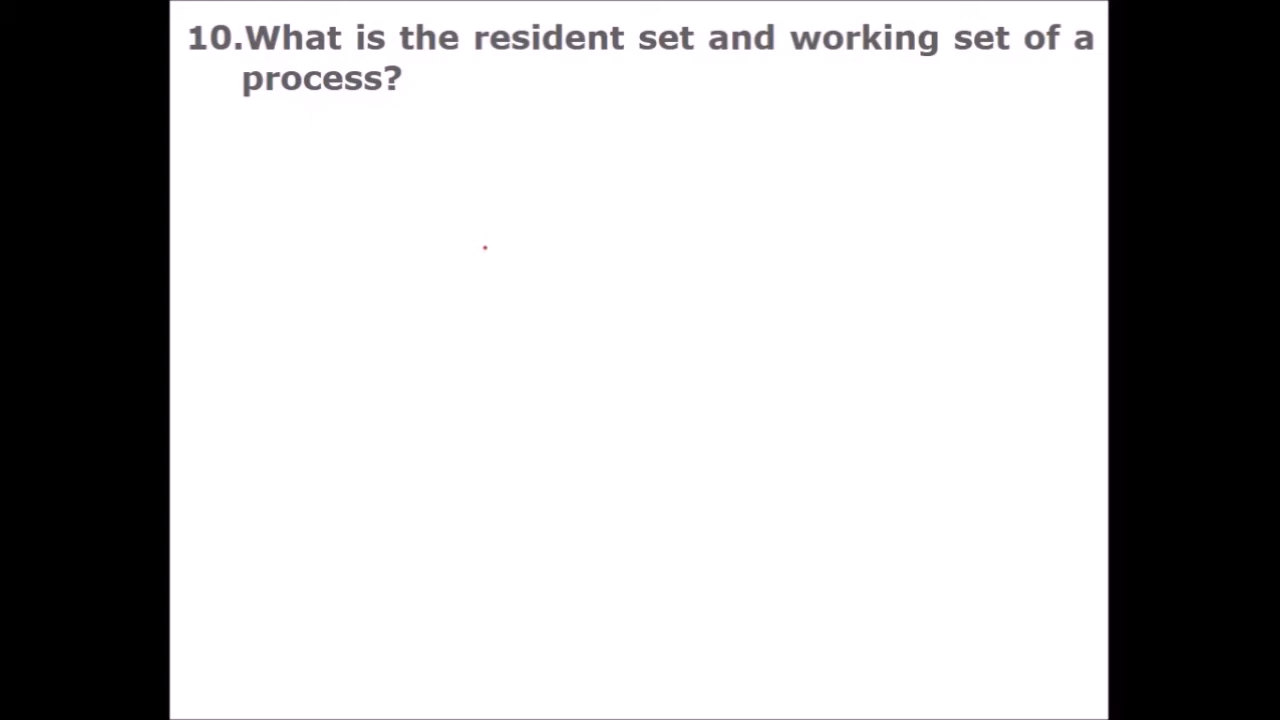 10.What is the resident set and working set of a
process?